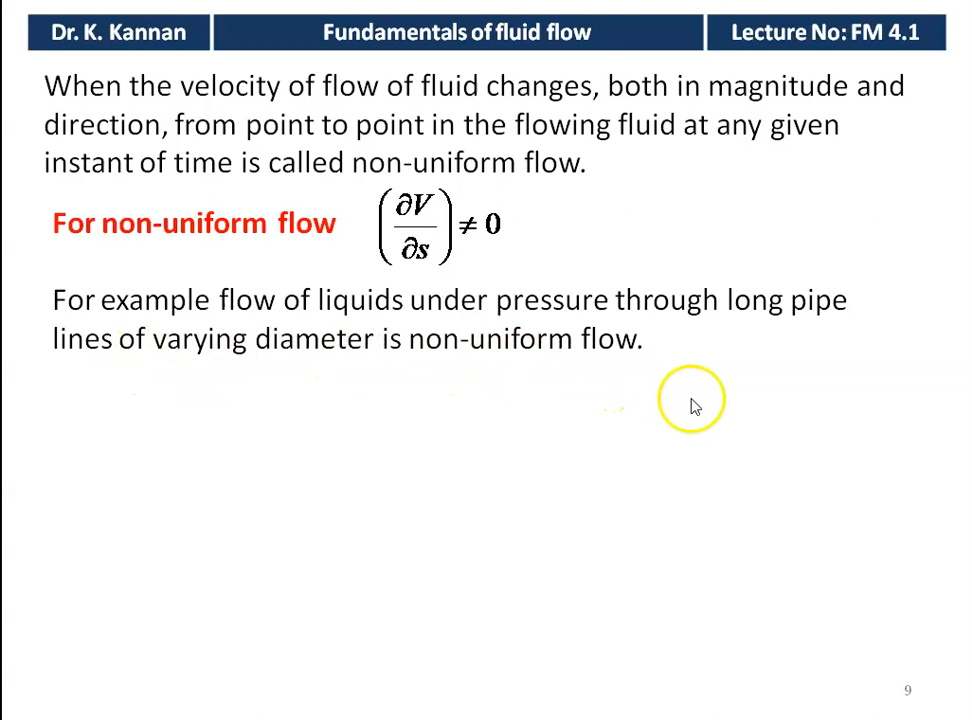 Dr. K. Kannan
Fundamentals of fluid flow
Lecture No: FM 4.1
When the velocity of flow of fluid changes, both in magnitude and
direction, from point to point in the flowing fluid at any given
instant of time is called non-uniform flow.
For non-uniform flow (∂V/∂s) ≠ 0
For example flow of liquids under pressure through long pipe
lines of varying diameter is non-uniform flow.
9